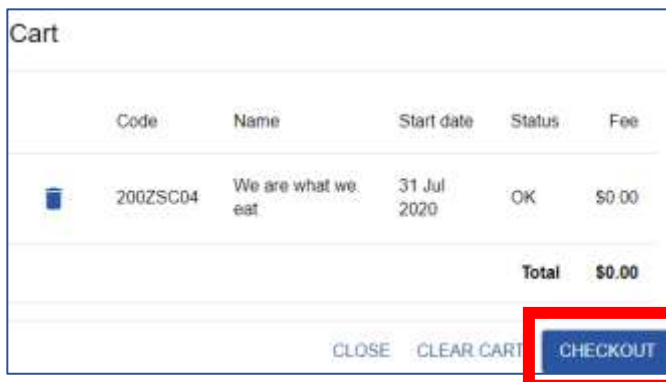 Cart
Code Name Start date Status Fee
200ZSC04 We are what we eat 31 Jul 2020 OK $0.00
Total $0.00
CLOSE CLEAR CART CHECKOUT